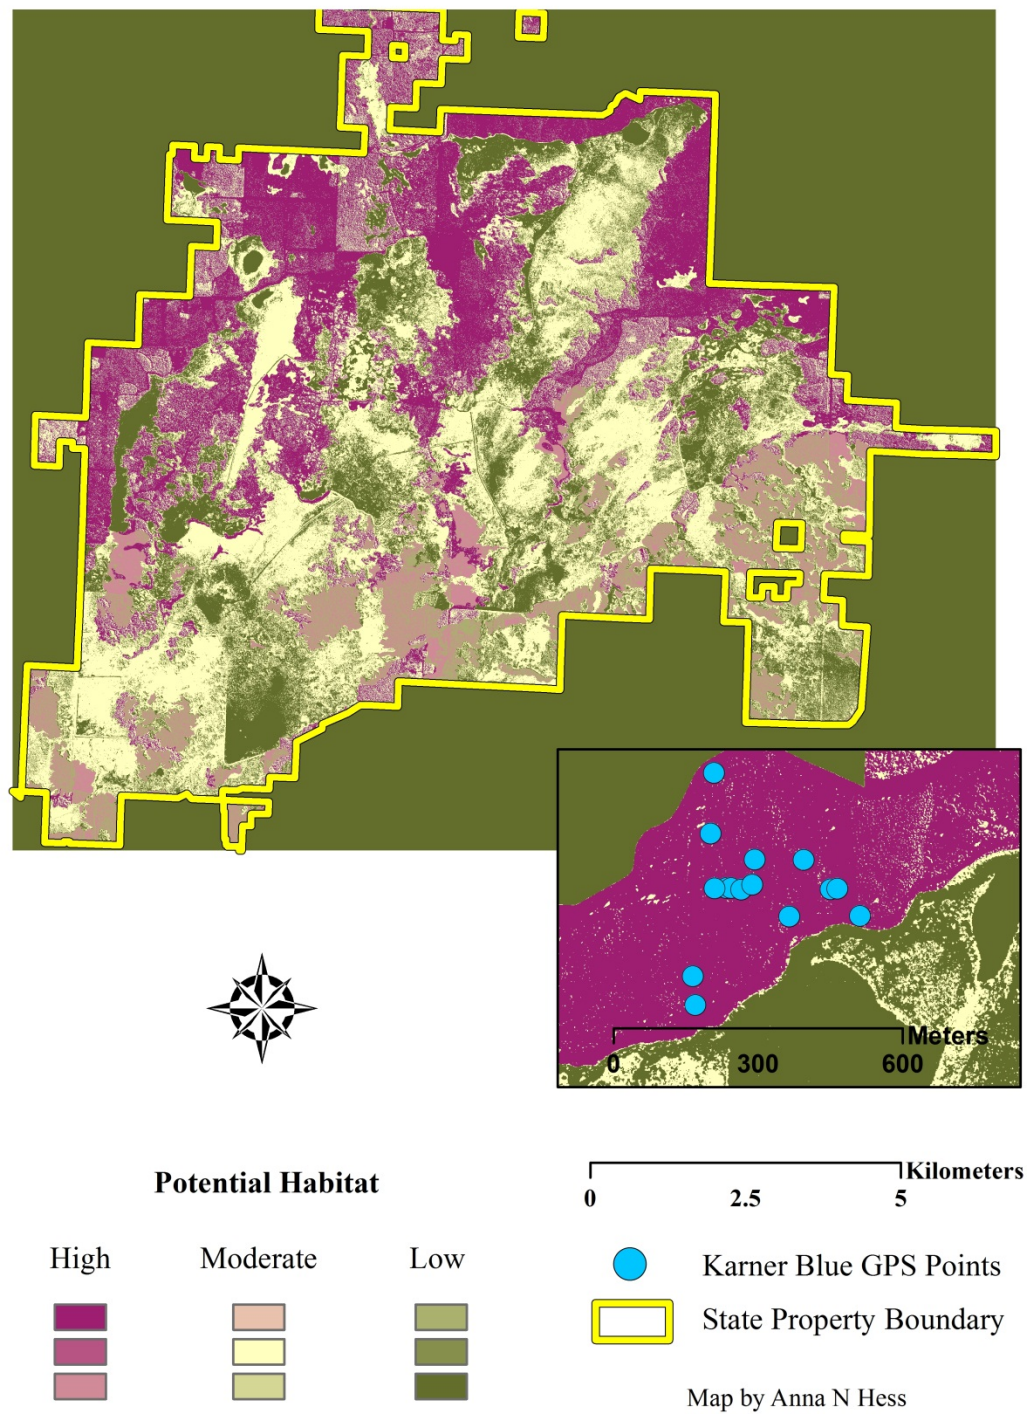 Meters
0 300 600
Potential Habitat
High Moderate Low
Kilometers
0 2.5 5
Karner Blue GPS Points
State Property Boundary
Map by Anna N Hess